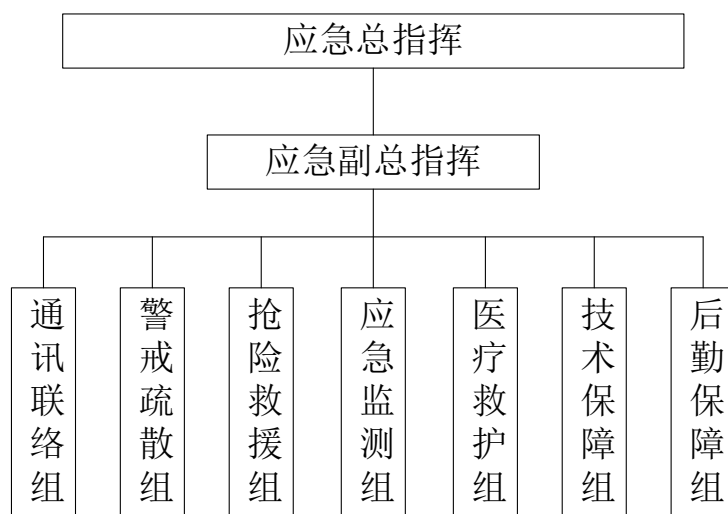 应急总指挥
应急副总指挥
通讯联络组
警戒疏散组
抢险救援组
应急监测组
医疗救护组
技术保障组
后勤保障组